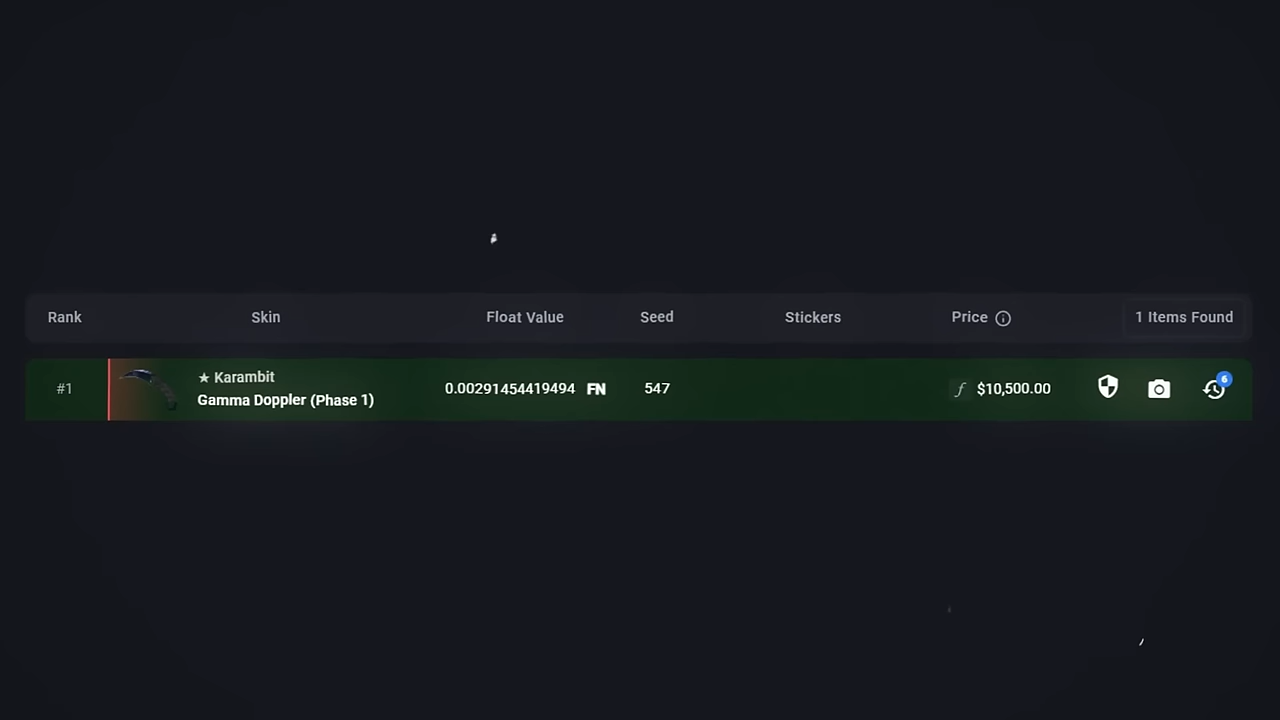 Rank Skin Float Value Seed Stickers Price 1 Items Found
#1 ★ Karambit
Gamma Doppler (Phase 1) 0.00291454419494 FN 547 ƒ $10,500.00 6